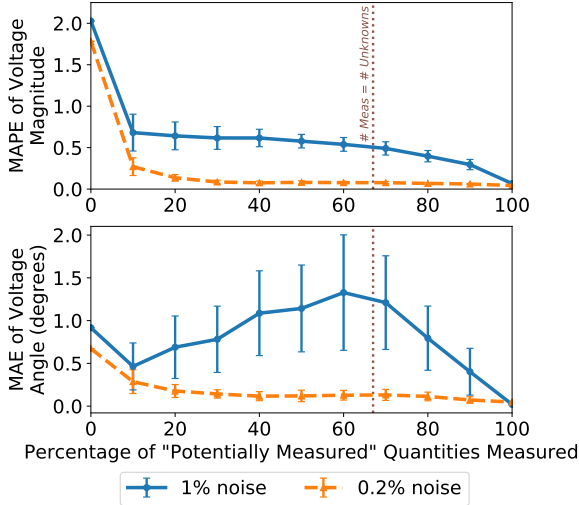 MAPE of Voltage
Magnitude
2.0
1.5
1.0
0.5
0.0
# Meas = # Unknowns
0
20
40
60
80
100
MAE of Voltage
Angle (degrees)
2.0
1.5
1.0
0.5
0.0
0
20
40
60
80
100
Percentage of "Potentially Measured" Quantities Measured
1% noise
0.2% noise